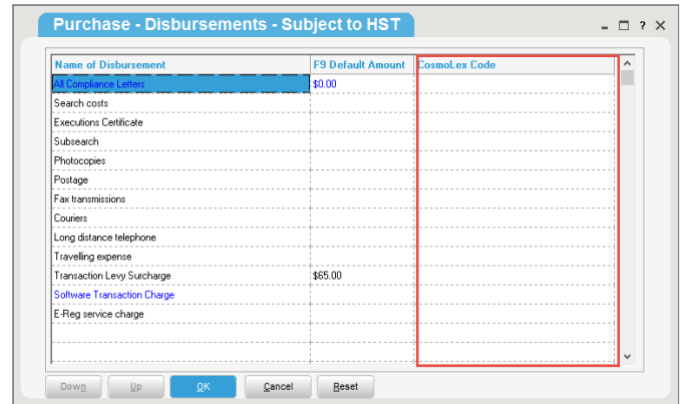 Purchase - Disbursements - Subject to HST
Name of Disbursement F9 Default Amount CosmoLex Code
All Compliance Letters $0.00
Search costs
Executions Certificate
Subsearch
Photocopies
Postage
Fax transmissions
Couriers
Long distance telephone
Travelling expense
Transaction Levy Surcharge $65.00
Software Transaction Charge
E-Reg service charge
Down Up OK Cancel Reset